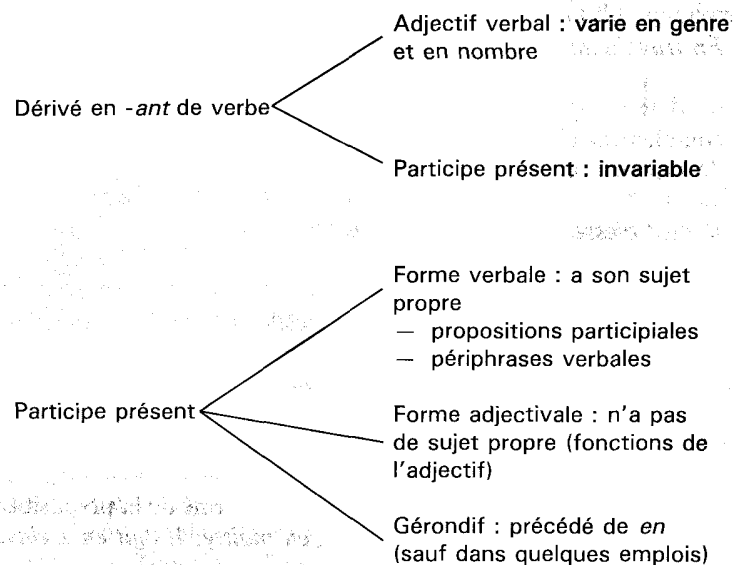 Adjectif verbal : varie en genre
et en nombre
Dérivé en -ant de verbe
Participe présent : invariable
Forme verbale : a son sujet
propre
— propositions participiales
— périphrases verbales
Participe présent
Forme adjectivale : n'a pas
de sujet propre (fonctions de
l'adjectif)
Gérondif : précédé de en
(sauf dans quelques emplois)